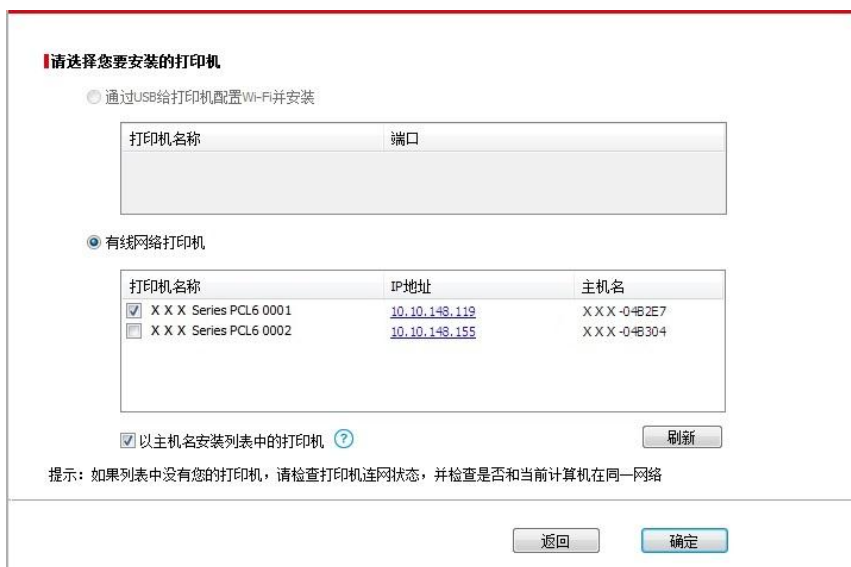 请选择您要安装的打印机
通过USB给打印机配置Wi-Fi并安装
打印机名称 端口
有线网络打印机
打印机名称 IP地址 主机名
X X X Series PCL6 0001 10.10.148.119 X X X -04B2E7
X X X Series PCL6 0002 10.10.148.155 X X X -04B304
以主机名安装列表中的打印机 ? 刷新
提示：如果列表中没有您的打印机，请检查打印机连网状态，并检查是否和当前计算机在同一网络
返回 确定